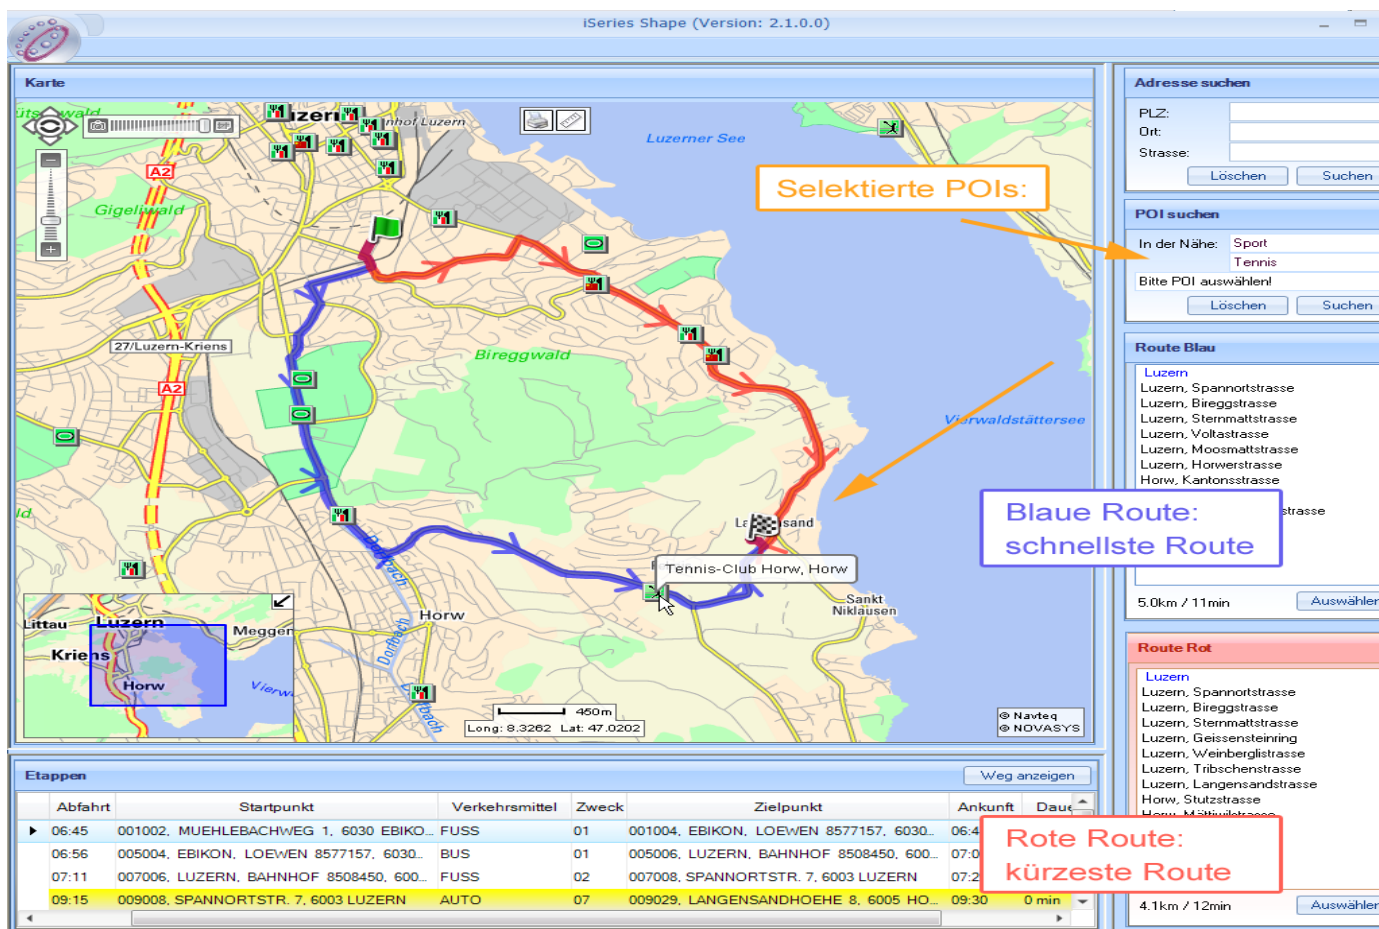 iSeries Shape (Version: 2.1.0.0)
Karte
Luzerner See
A2
Gigeliwald
Selektierte POIs:
27/Luzern-Kriens
Bireggwald
A2
Vierwaldstättersee
Tennis-Club Horw, Horw
Sankt
Niklausen
Horw
Dorfbach
Dorfbach
Littau
Luzern
Meggen
Kriens
Horw
450m
Long: 8.3262 Lat: 47.0202
© Navteq
© NOVASYS
Adresse suchen
PLZ:
Ort:
Strasse:
Löschen
Suchen
POI suchen
In der Nähe: Sport
Tennis
Bitte POI auswählen!
Löschen
Suchen
Route Blau
Luzern
Luzern, Spannortstrasse
Luzern, Bireggstrasse
Luzern, Sternmattstrasse
Luzern, Voltastrasse
Luzern, Moosmattstrasse
Luzern, Horwerstrasse
Horw, Kantonsstrasse
strasse
Blaue Route:
schnellste Route
5.0km / 11min
Auswählen
Route Rot
Luzern
Luzern, Spannortstrasse
Luzern, Bireggstrasse
Luzern, Sternmattstrasse
Luzern, Geissensteinring
Luzern, Weinberglistrasse
Luzern, Tribschenstrasse
Luzern, Langensandstrasse
Horw, Stutzstrasse
Rote Route:
kürzeste Route
4.1km / 12min
Auswählen
Etappen
Weg anzeigen
Abfahrt Startpunkt Verkehrsmittel Zweck Zielpunkt Ankunft
06:45 001002, MUEHLEBACHWEG 1, 6030 EBIKO... FUSS 01 001004, EBIKON, LOEWEN 8577157, 6030...
06:56 005004, EBIKON, LOEWEN 8577157, 6030... BUS 01 005006, LUZERN, BAHNHOF 8508450, 600...
07:11 007006, LUZERN, BAHNHOF 8508450, 600... FUSS 02 007008, SPANNORTSTR. 7, 6003 LUZERN
09:15 009008, SPANNORTSTR. 7, 6003 LUZERN AUTO 07 009029, LANGENSANDHOEHE 8, 6005 HO... 09:30 0 min